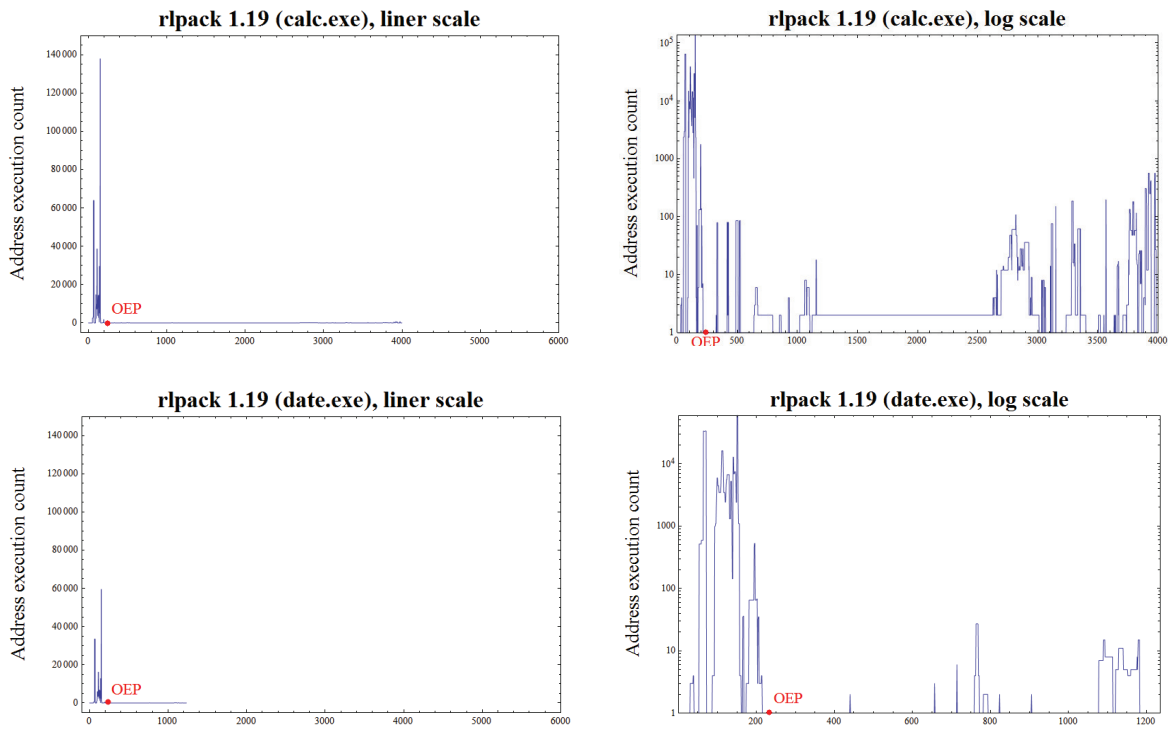 rlpack 1.19 (calc.exe), liner scale
Address execution count
140 000
120 000
100 000
80 000
60 000
40 000
20 000
0
OEP
0 1000 2000 3000 4000 5000 6000
rlpack 1.19 (calc.exe), log scale
Address execution count
10^5
10^4
1000
100
10
1
0 500 1000 1500 2000 2500 3000 3500 4000
OEP
rlpack 1.19 (date.exe), liner scale
Address execution count
140 000
120 000
100 000
80 000
60 000
40 000
20 000
0
OEP
0 1000 2000 3000 4000 5000 6000
rlpack 1.19 (date.exe), log scale
Address execution count
10^4
1000
100
10
1
OEP
200 400 600 800 1000 1200